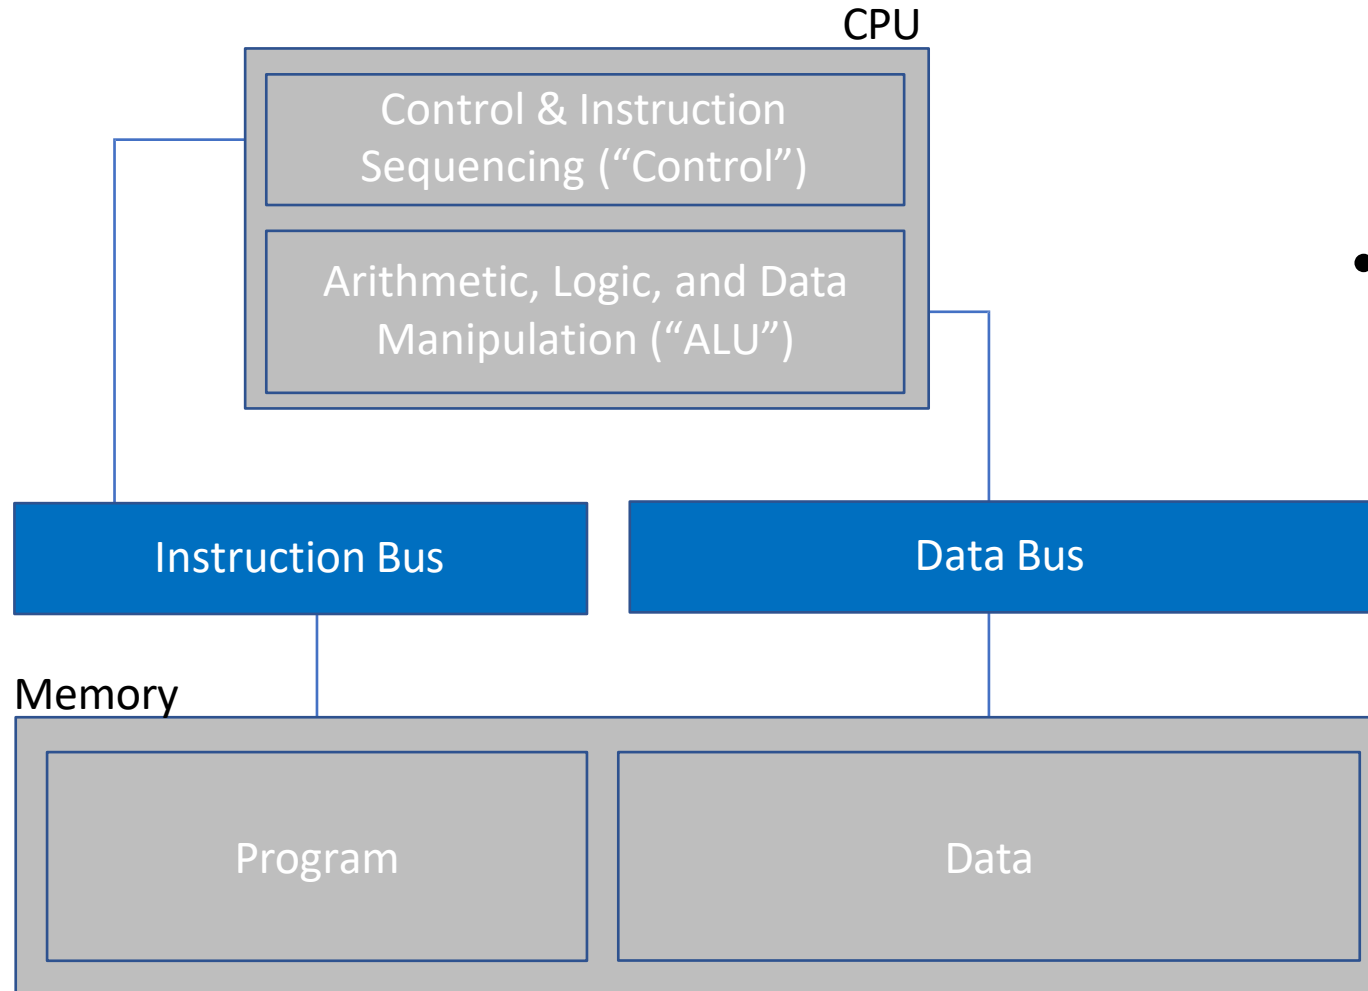 CPU
Control & Instruction
Sequencing (“Control”)
Arithmetic, Logic, and Data
Manipulation (“ALU”)
•
Instruction Bus
Data Bus
Memory
Program
Data